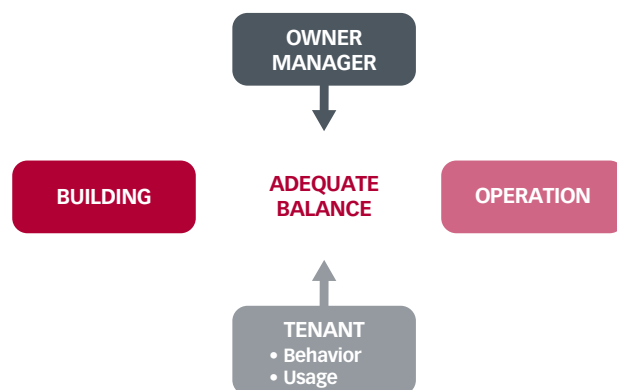 OWNER
MANAGER
BUILDING
ADEQUATE
BALANCE
OPERATION
TENANT
• Behavior
• Usage